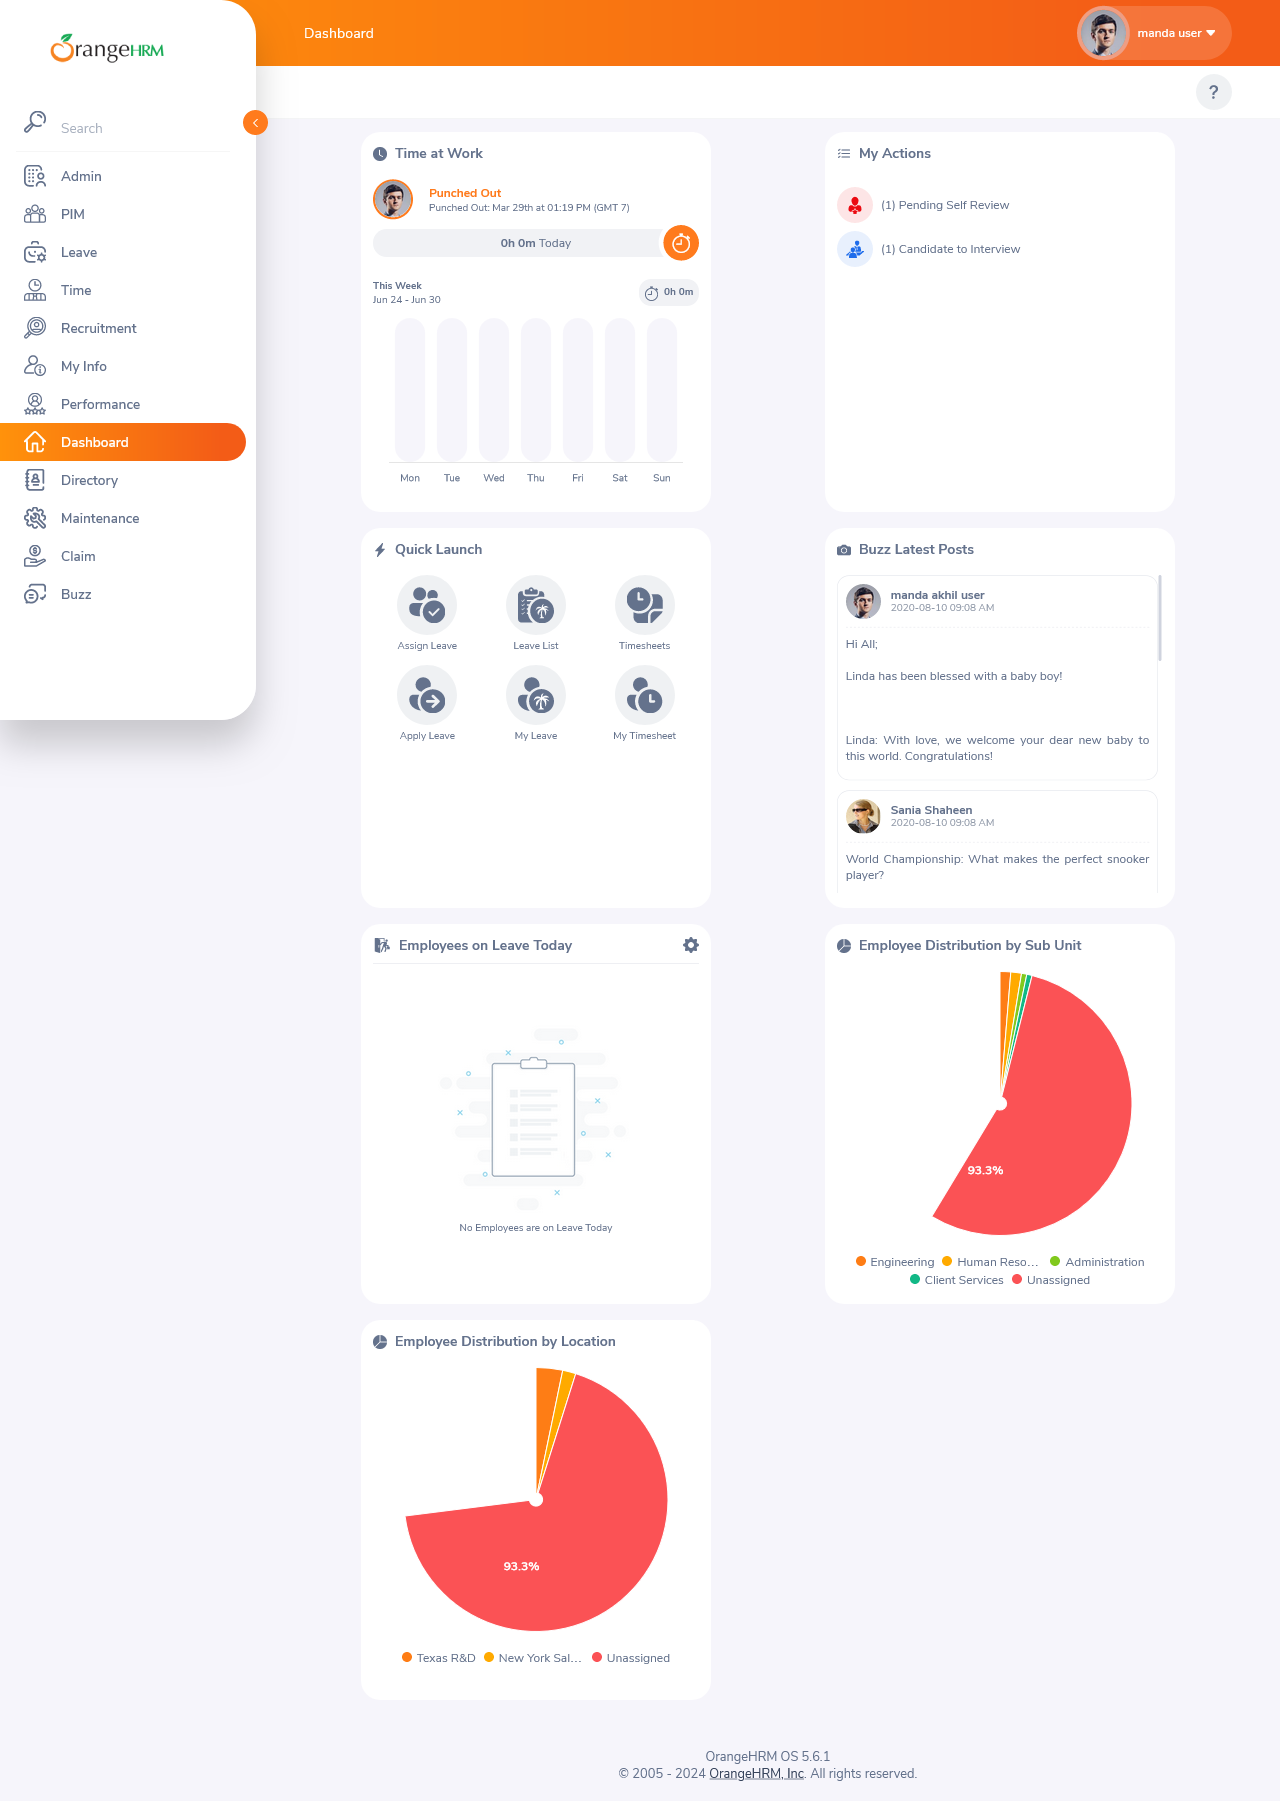 OrangeHRM
Dashboard
manda user
Search
?
Admin
PIM
Leave
Time
Recruitment
My Info
Performance
Dashboard
Directory
Maintenance
Claim
Buzz
Time at Work
Punched Out
Punched Out: Mar 29th at 01:19 PM (GMT 7)
0h 0m Today
This Week
Jun 24 - Jun 30
0h 0m
Mon Tue Wed Thu Fri Sat Sun
My Actions
(1) Pending Self Review
(1) Candidate to Interview
Quick Launch
Assign Leave Leave List Timesheets
Apply Leave My Leave My Timesheet
Buzz Latest Posts
manda akhil user
2020-08-10 09:08 AM
Hi All;
Linda has been blessed with a baby boy!
Linda: With love, we welcome your dear new baby to
this world. Congratulations!
Sania Shaheen
2020-08-10 09:08 AM
World Championship: What makes the perfect snooker
player?
Employees on Leave Today
No Employees are on Leave Today
Employee Distribution by Sub Unit
93.3%
Engineering Human Reso… Administration
Client Services Unassigned
Employee Distribution by Location
93.3%
Texas R&D New York Sal… Unassigned
OrangeHRM OS 5.6.1
© 2005 - 2024 OrangeHRM, Inc. All rights reserved.